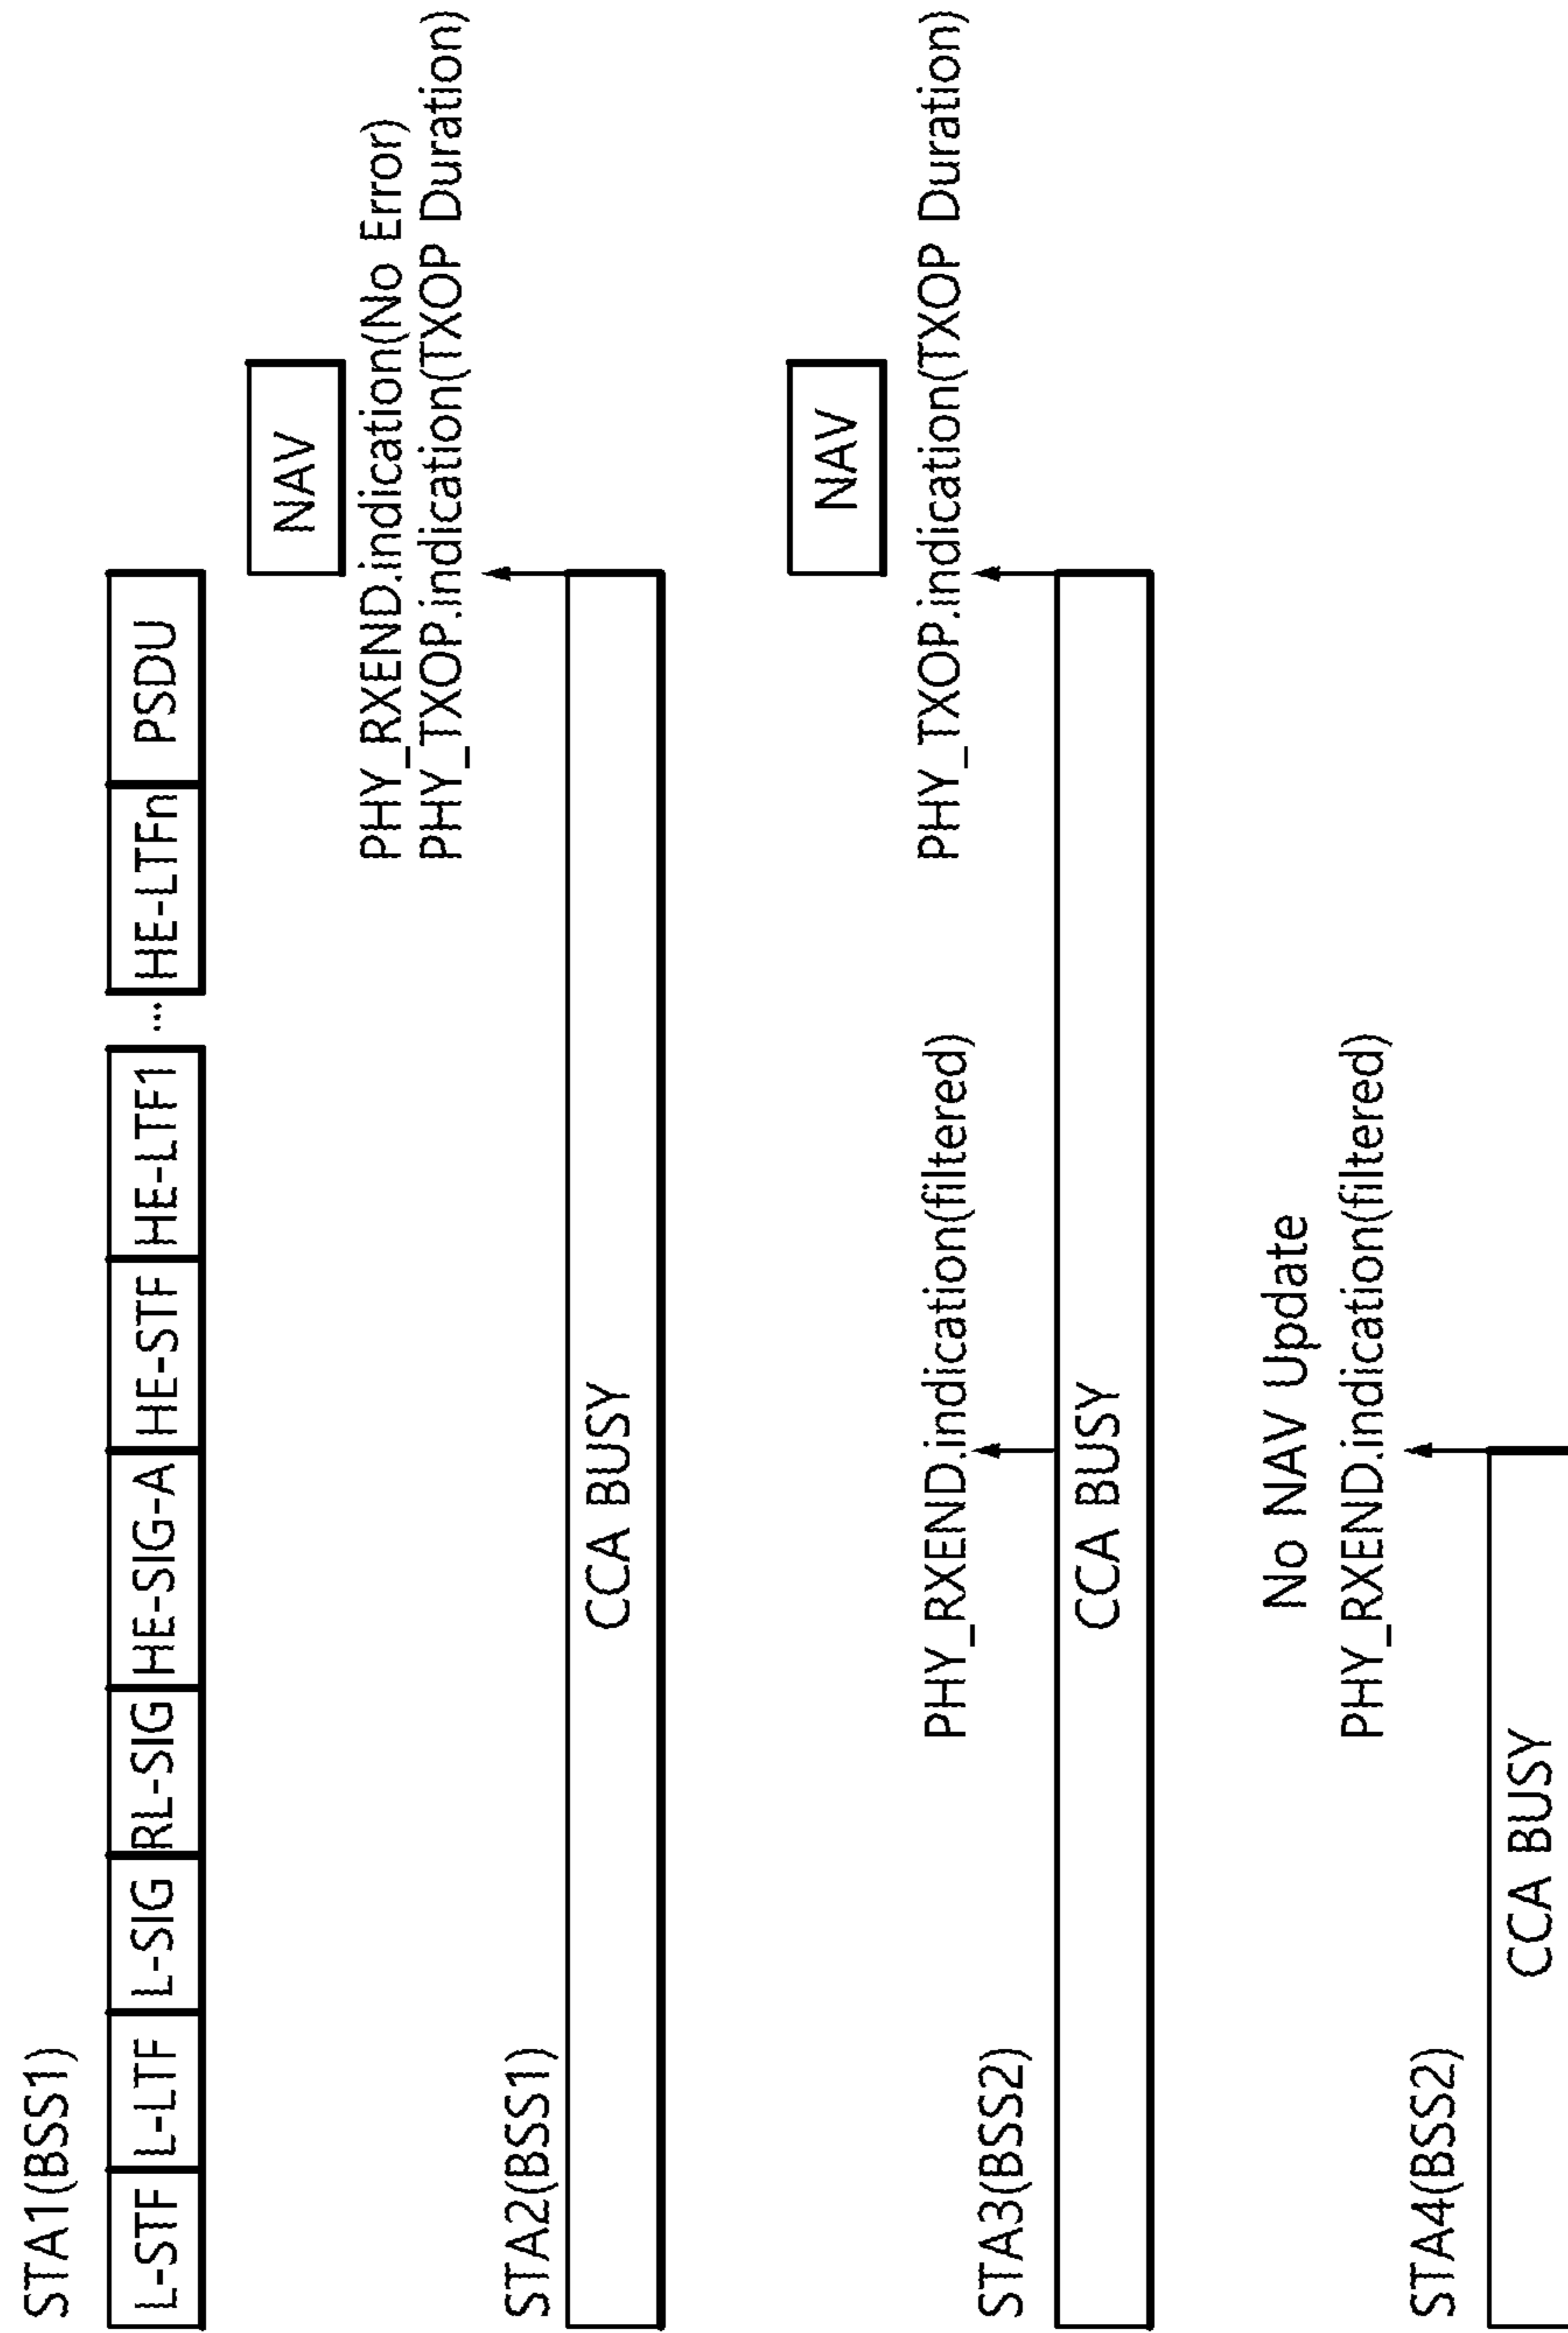 STA1(BSS1)
L-STF L-LTF L-SIG RL-SIG HE-SIG-A HE-STF HE-LTF1 ... HE-LTFn PSDU
NAV
PHY_RXEND.indication(No Error)
PHY_TXOP.indication(TXOP Duration)
STA2(BSS1)
CCA BUSY
NAV
PHY_RXEND.indication(filtered) PHY_TXOP.indication(TXOP Duration)
STA3(BSS2)
CCA BUSY
No NAV Update
PHY_RXEND.indication(filtered)
STA4(BSS2)
CCA BUSY